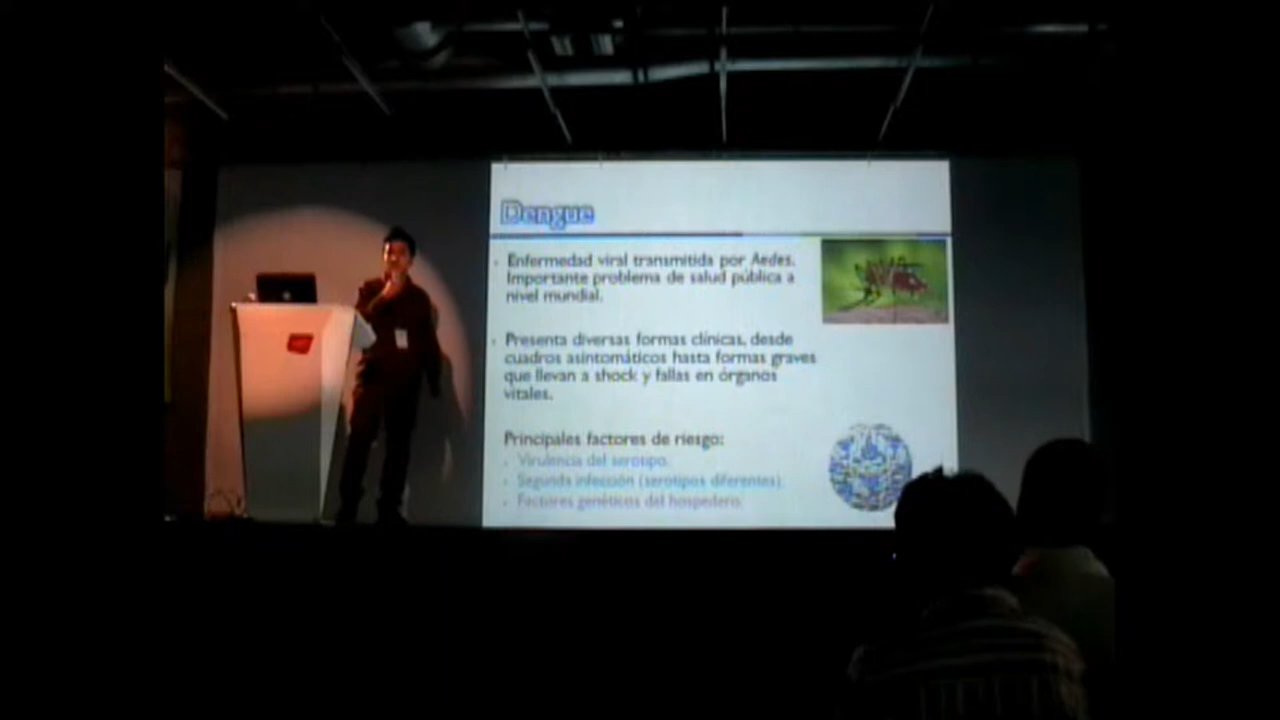 Dengue
Enfermedad viral transmitida por Aedes.
Importante problema de salud pública a
nivel mundial.
Presenta diversas formas clínicas, desde
cuadros asintomáticos hasta formas graves
que llevan a shock y fallas en órganos
vitales.
Principales factores de riesgo:
Virulencia del serotipo.
Segunda infección (serotipos diferentes).
Factores genéticos del hospedero.